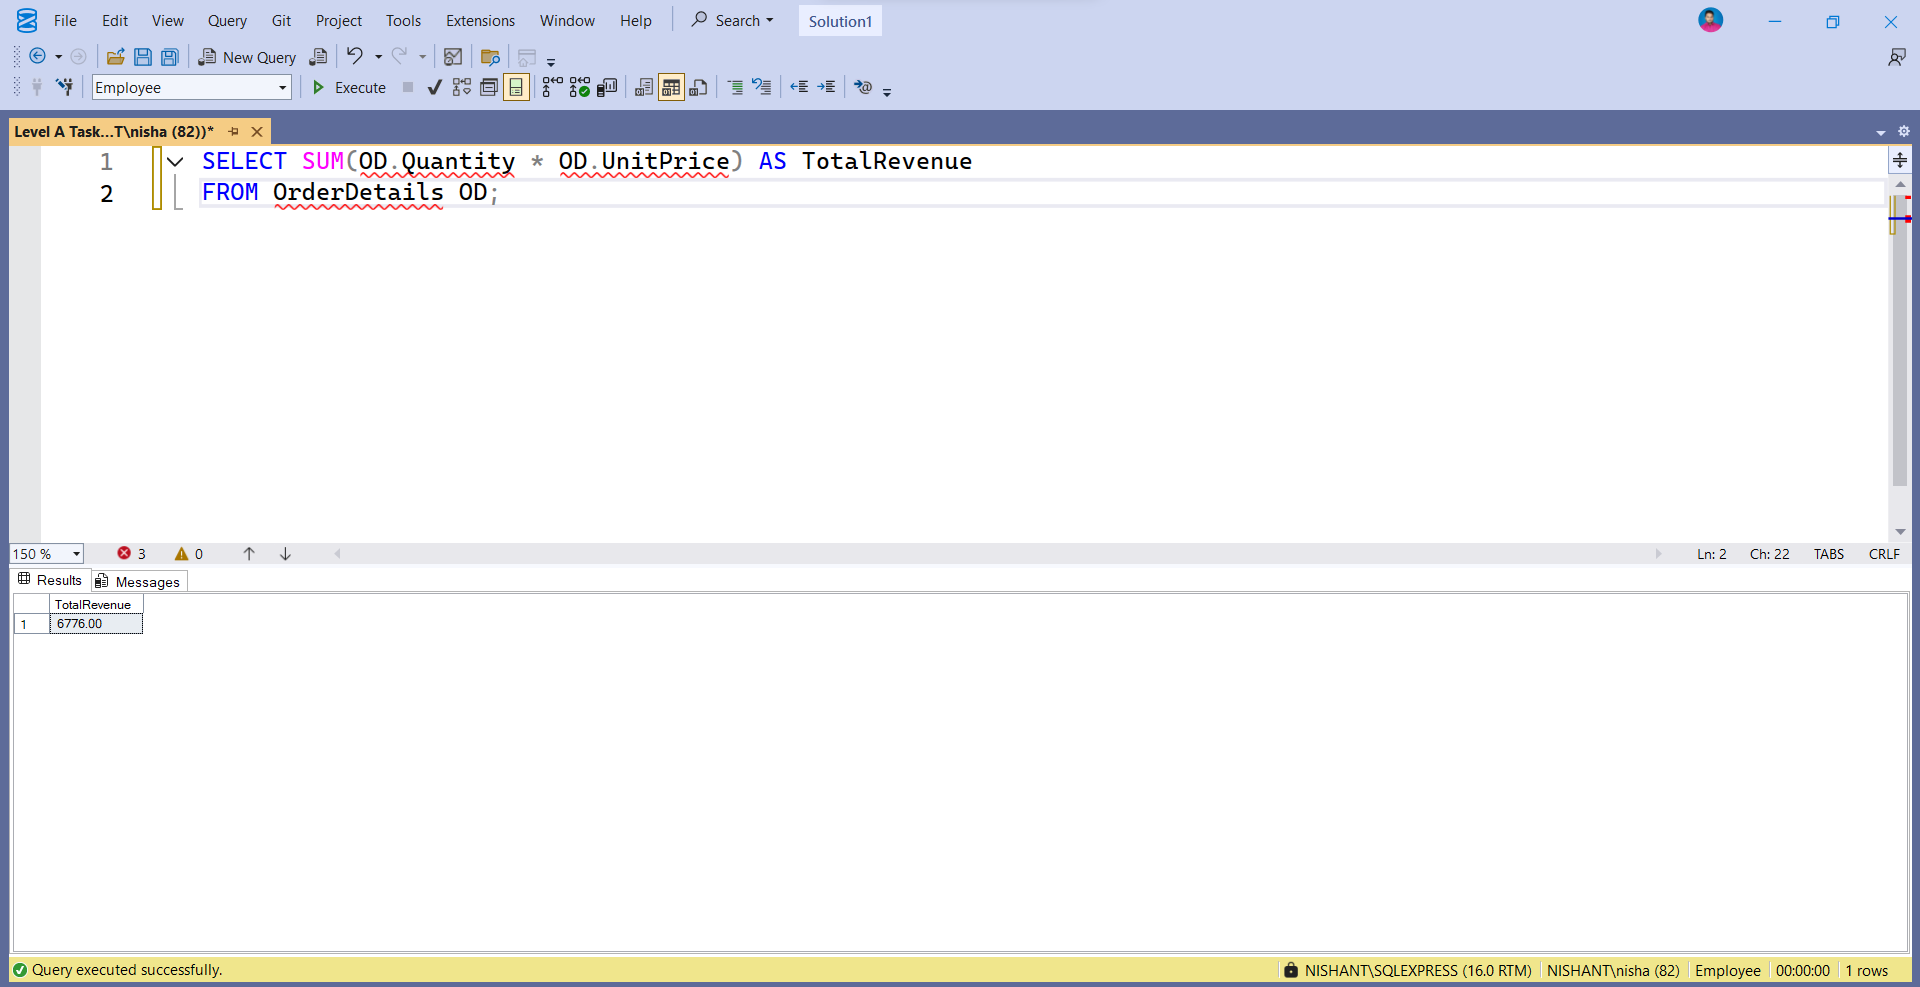 File Edit View Query Git Project Tools Extensions Window Help Search Solution1
New Query
Employee Execute
Level A Task...T\nisha (82))*
1 SELECT SUM(OD.Quantity * OD.UnitPrice) AS TotalRevenue
2 FROM OrderDetails OD;
150 % 3 0 Ln: 2 Ch: 22 TABS CRLF
Results Messages
TotalRevenue
1 6776.00
Query executed successfully. NISHANT\SQLEXPRESS (16.0 RTM) NISHANT\nisha (82) Employee 00:00:00 1 rows